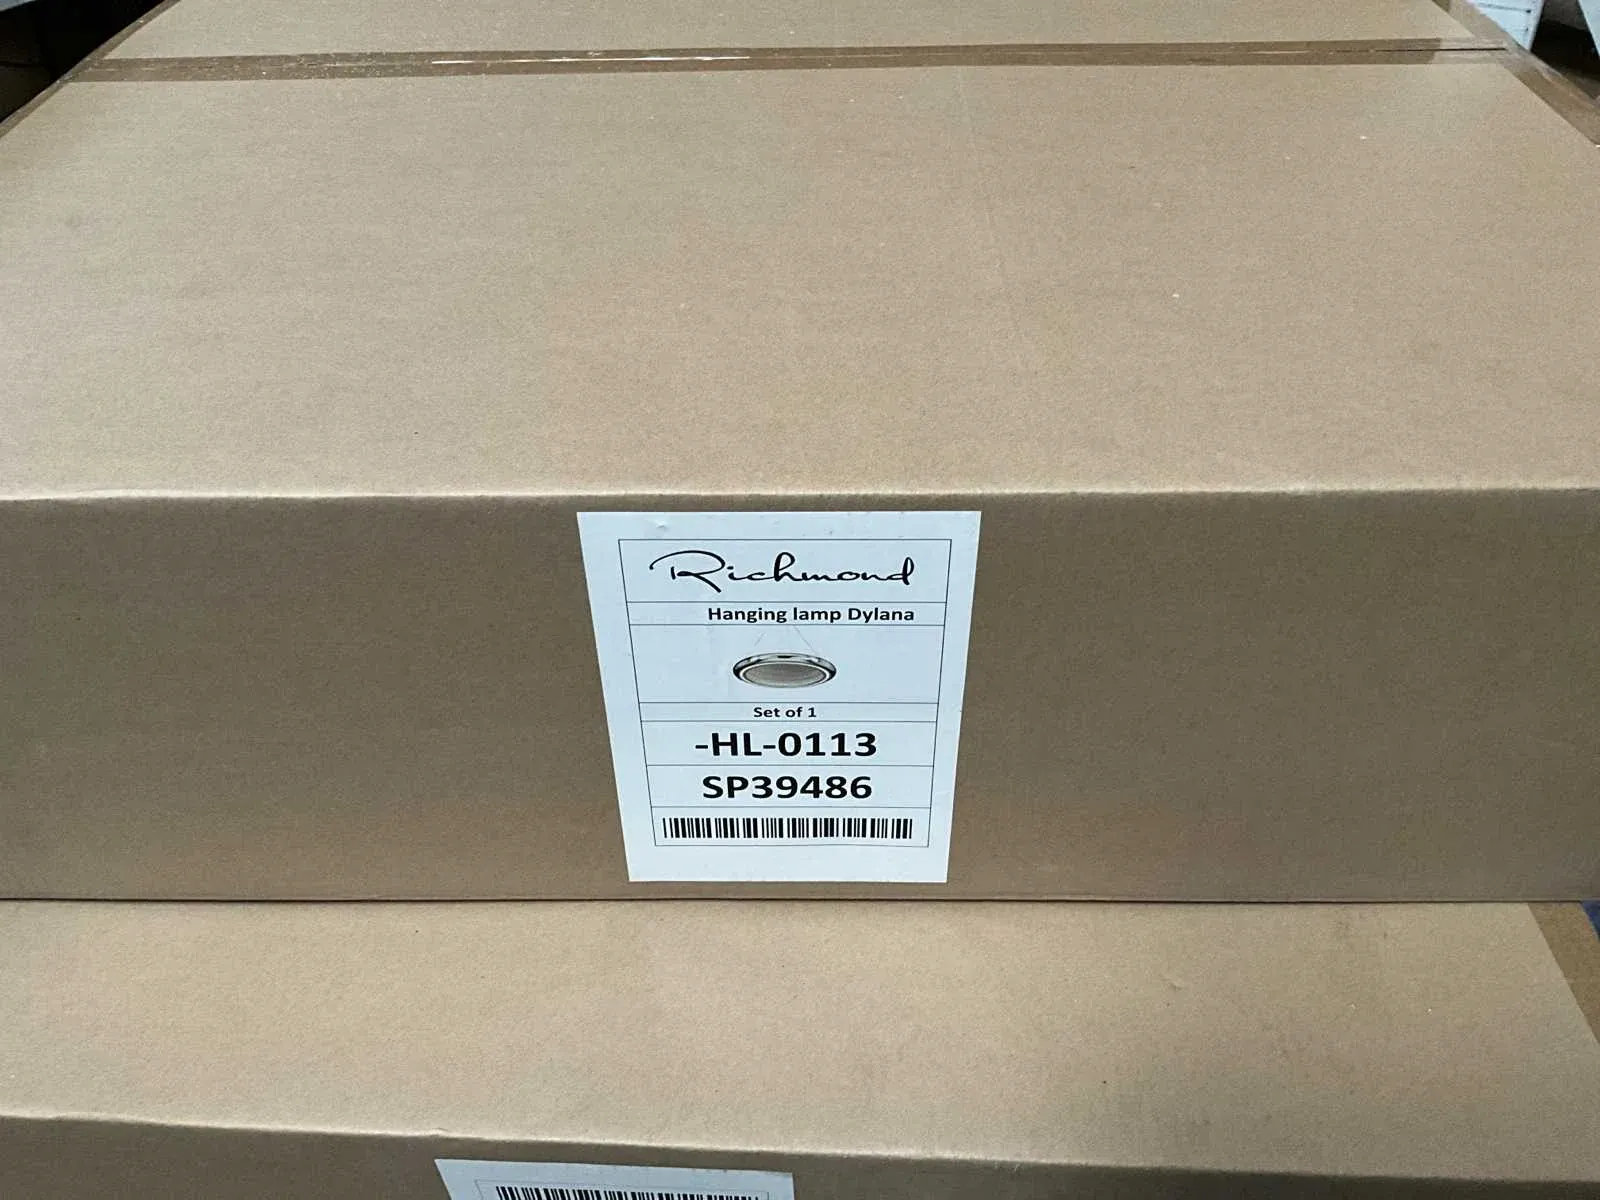 Richmond
Hanging lamp Dylana
Set of 1
-HL-0113
SP39486